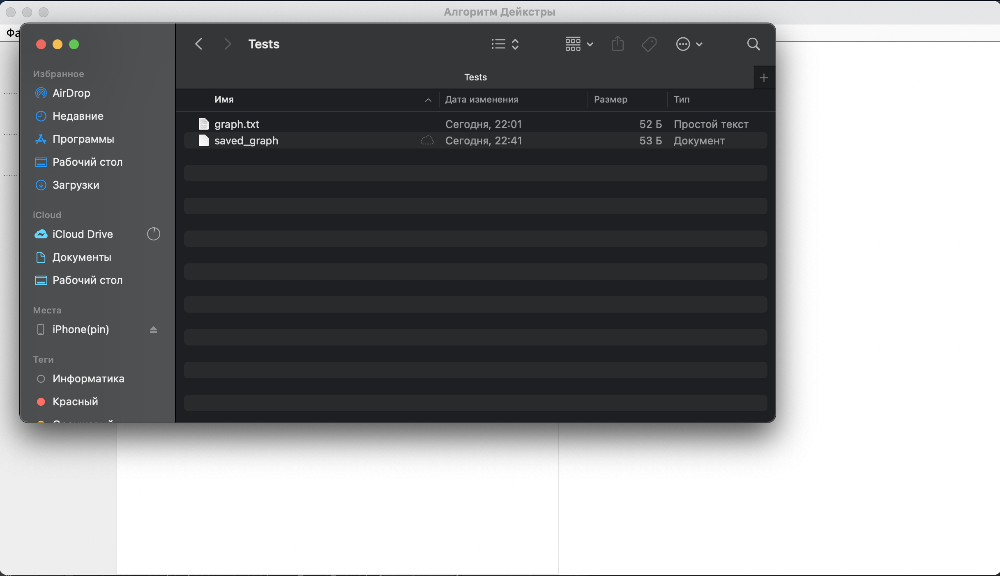 Алгоритм Дейкстры
Фа
Tests
Tests
Избранное
AirDrop
Недавние
Программы
Рабочий стол
Загрузки
iCloud
iCloud Drive
Документы
Рабочий стол
Места
iPhone(pin)
Теги
Информатика
Красный
Имя Дата изменения Размер Тип
graph.txt Сегодня, 22:01 52 Б Простой текст
saved_graph Сегодня, 22:41 53 Б Документ